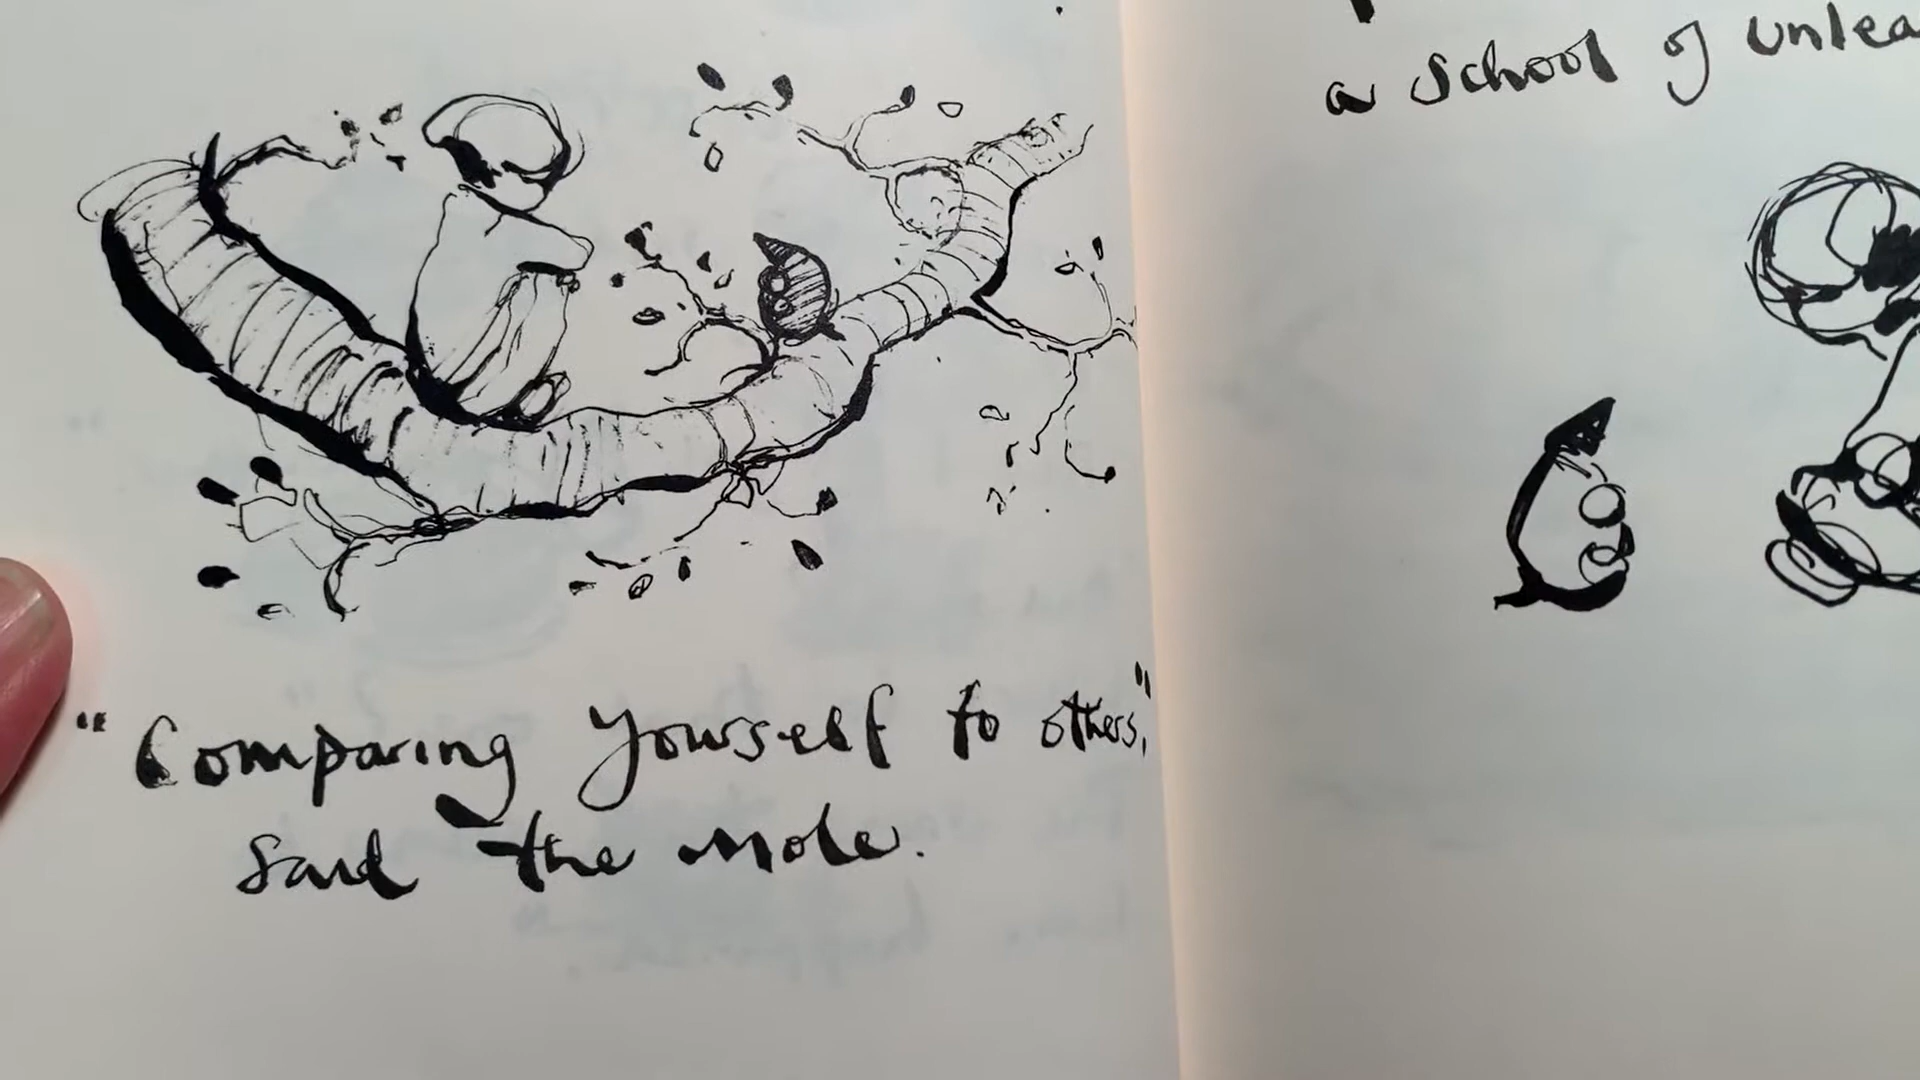 "Comparing yourself to others,"
said the mole.
a school of unlea